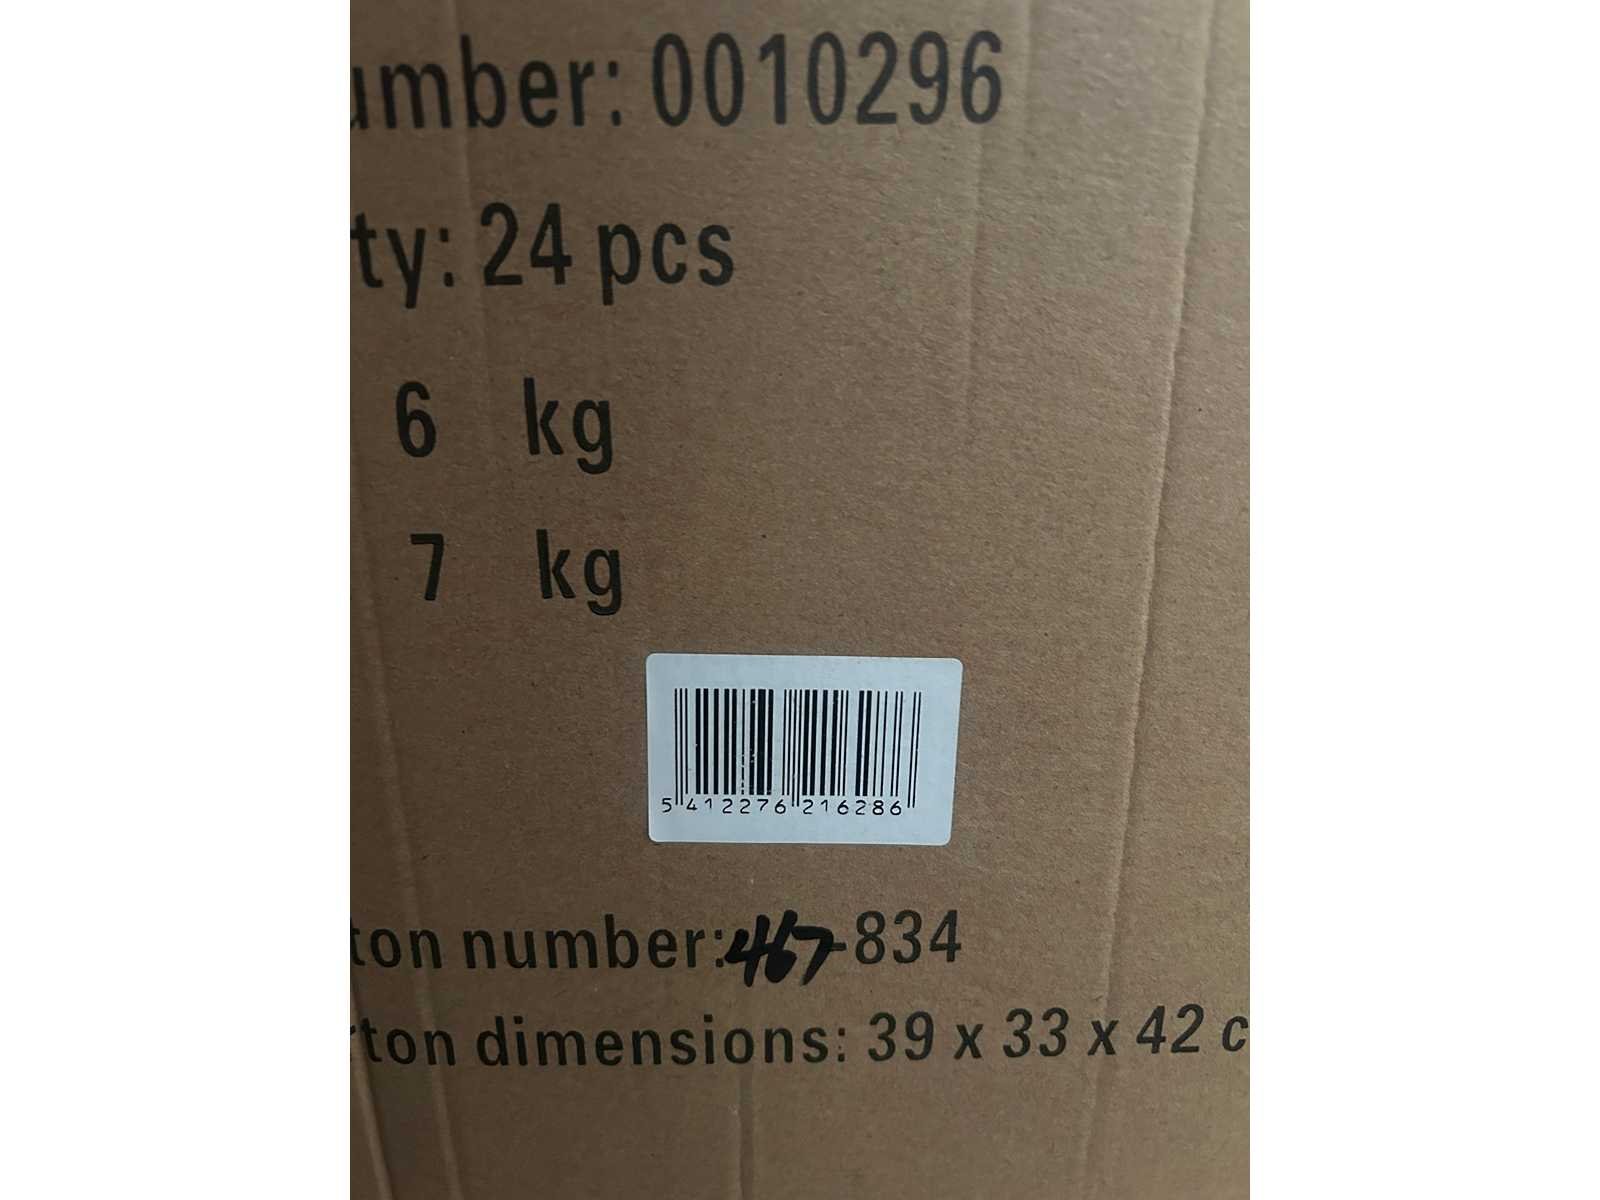 umber: 0010296
ty: 24 pcs
6 kg
7 kg
5 412276 216286
ton number: 467-834
rton dimensions: 39 x 33 x 42 c